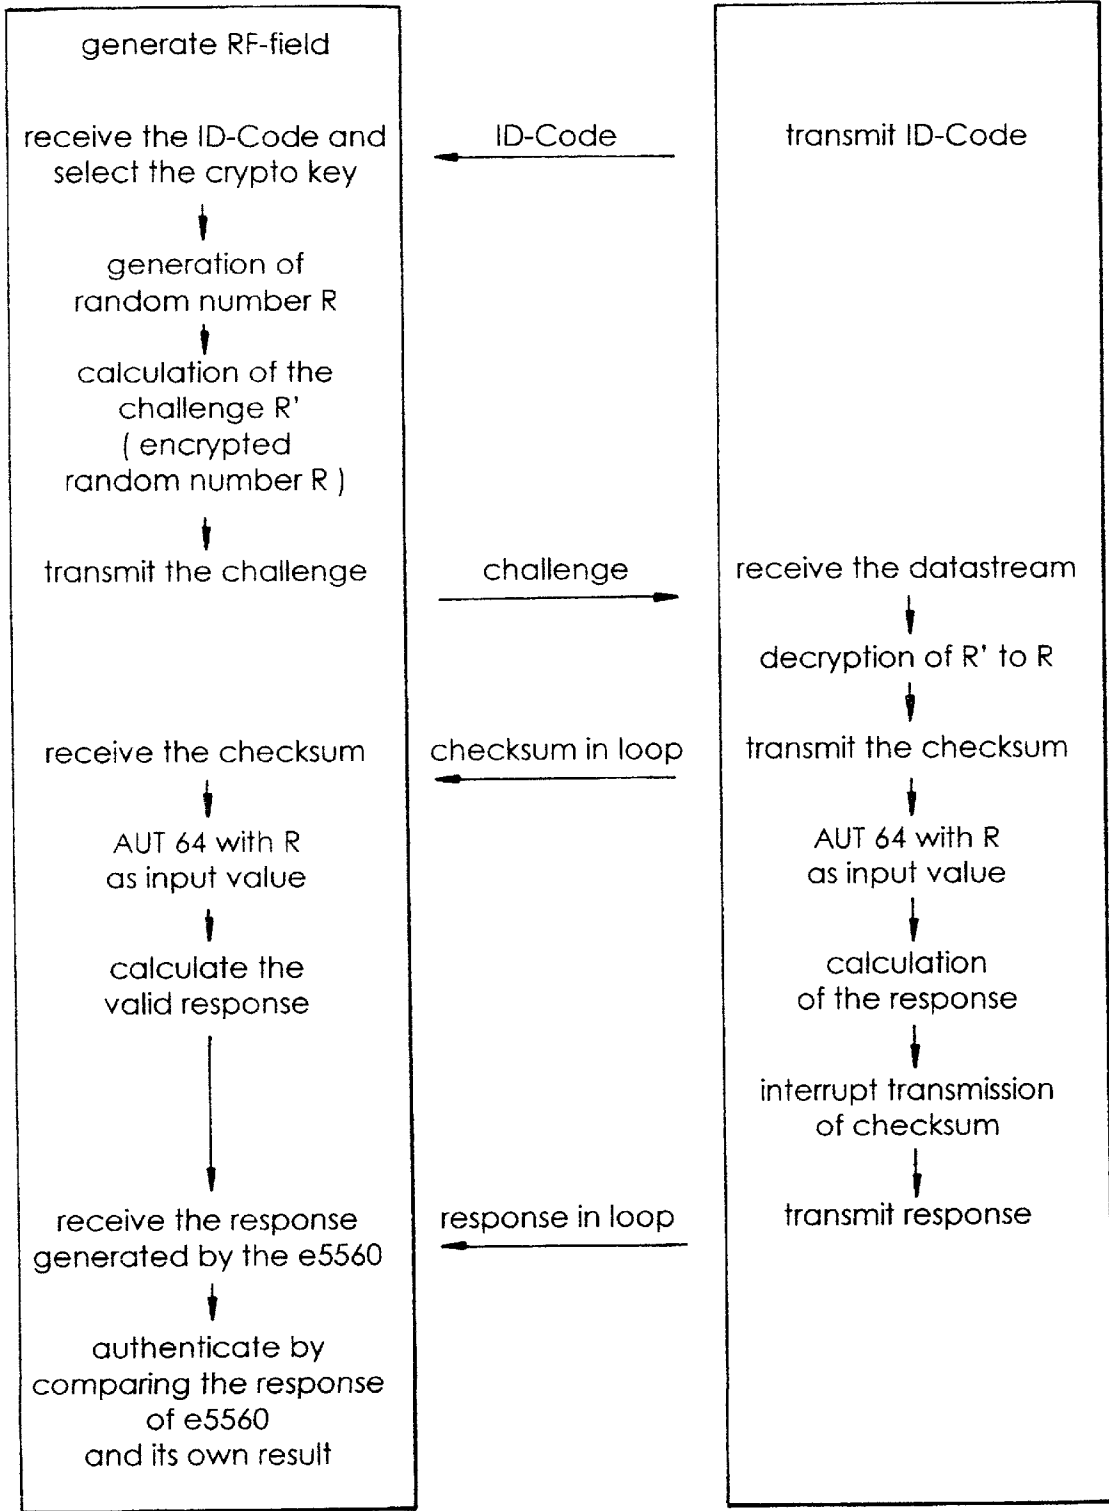 generate RF-field
receive the ID-Code and
select the crypto key
generation of
random number R
calculation of the
challenge R'
( encrypted
random number R )
transmit the challenge
receive the checksum
AUT 64 with R
as input value
calculate the
valid response
receive the response
generated by the e5560
authenticate by
comparing the response
of e5560
and its own result
ID-Code
challenge
checksum in loop
response in loop
transmit ID-Code
receive the datastream
decryption of R' to R
transmit the checksum
AUT 64 with R
as input value
calculation
of the response
interrupt transmission
of checksum
transmit response